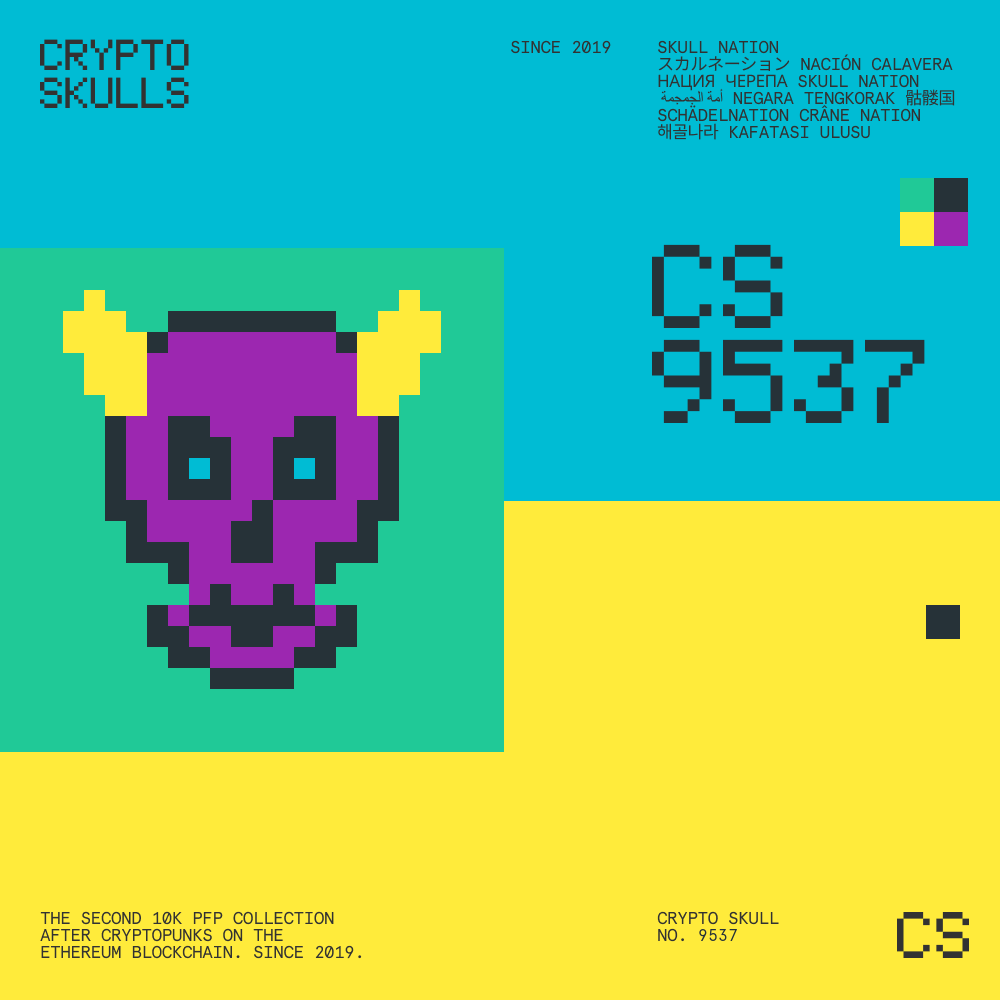 CRYPTO
SKULLS
SINCE 2019
SKULL NATION
スカルネーション NACIÓN CALAVERA
НАЦИЯ ЧЕРЕПА SKULL NATION
أمة الجمجمة NEGARA TENGKORAK 骷髅国
SCHÄDELNATION CRÂNE NATION
해골나라 KAFATASI ULUSU
CS
9537
THE SECOND 10K PFP COLLECTION
AFTER CRYPTOPUNKS ON THE
ETHEREUM BLOCKCHAIN. SINCE 2019.
CRYPTO SKULL
NO. 9537
CS